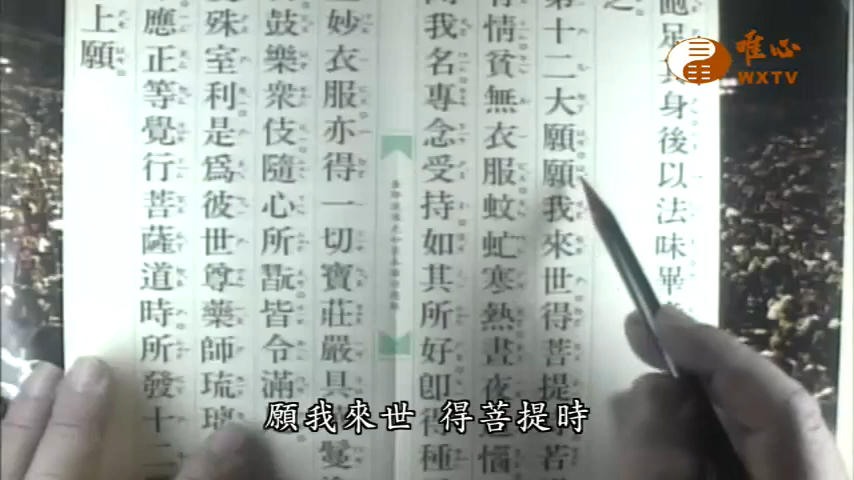 飽足其身後以法味畢
之
第十二大願願我來世得菩提
情貧無衣服蚊虻寒熱晝夜
我名專念受持如其所好即得種
妙衣服亦得一切寶莊嚴具
鼓樂衆伎隨心所翫皆令滿
殊室利是爲彼世尊藥師琉璃
應正等覺行菩薩道時所發十二
上願
唯心
WXTV
願我來世 得菩提時